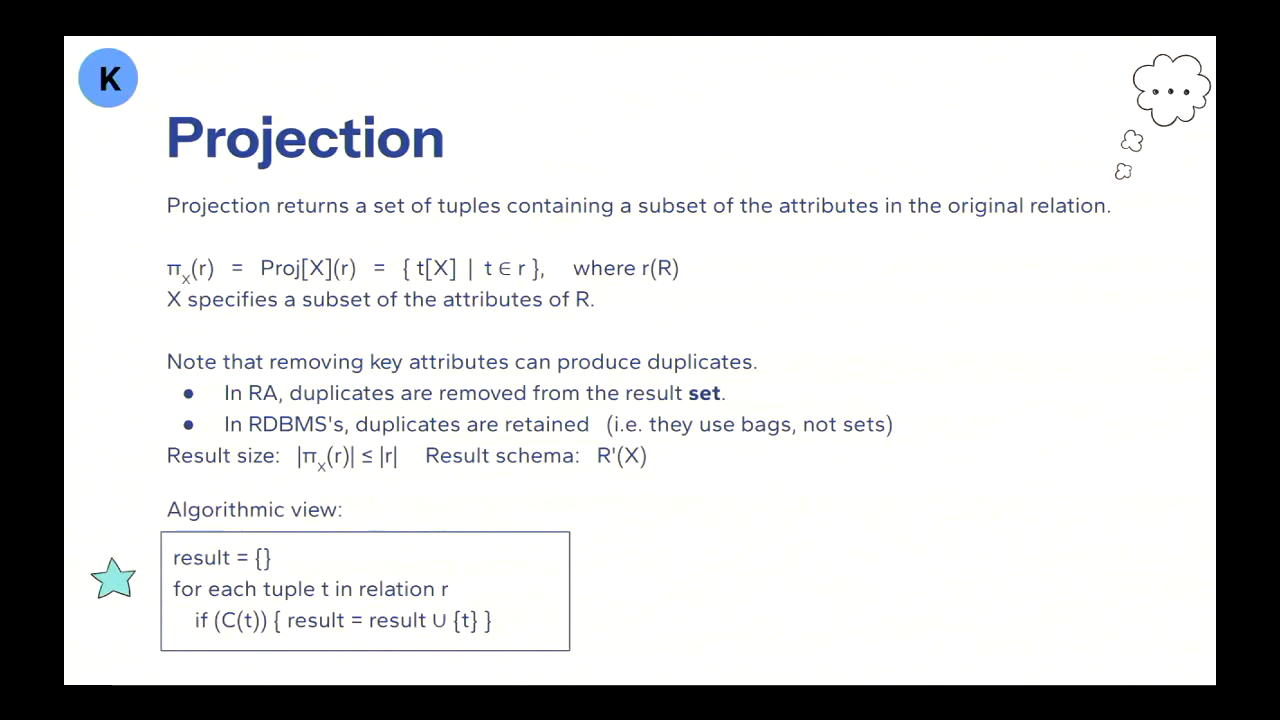 K
Projection
Projection returns a set of tuples containing a subset of the attributes in the original relation.
πx(r) = Proj[X](r) = { t[X] | t ∈ r }, where r(R)
X specifies a subset of the attributes of R.
Note that removing key attributes can produce duplicates.
● In RA, duplicates are removed from the result set.
● In RDBMS's, duplicates are retained (i.e. they use bags, not sets)
Result size: |πx(r)| ≤ |r| Result schema: R'(X)
Algorithmic view:
result = {}
for each tuple t in relation r
if (C(t)) { result = result ∪ {t} }